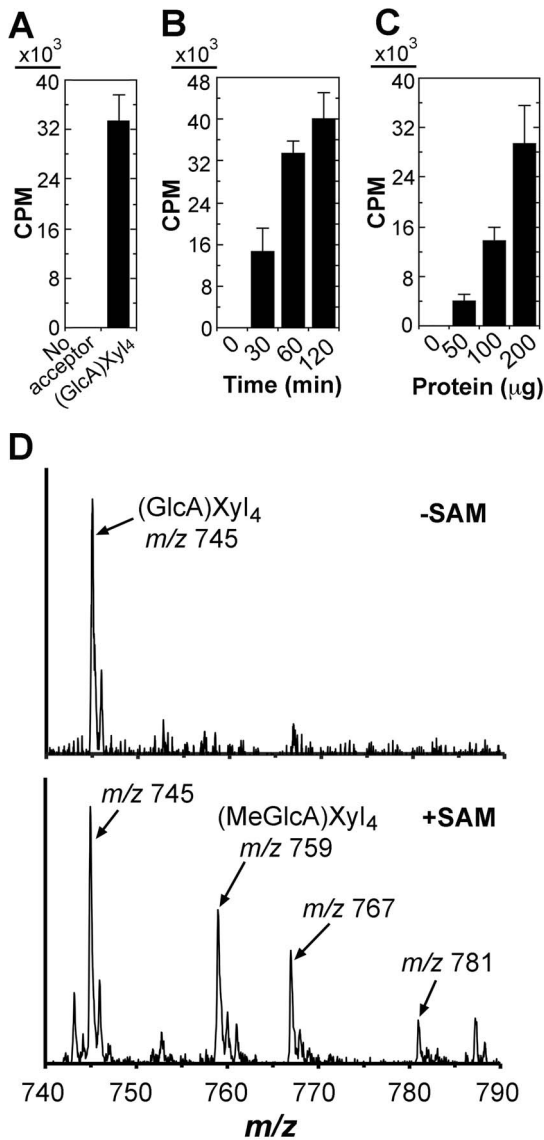 A
x10³
40
32
24
16
8
0
CPM
No acceptor
(GlcA)Xyl₄
B
x10³
48
40
32
24
16
8
0
CPM
0
30
60
120
Time (min)
C
x10³
40
32
24
16
8
0
CPM
0
50
100
200
Protein (μg)
D
(GlcA)Xyl₄
m/z 745
-SAM
m/z 745
(MeGlcA)Xyl₄
m/z 759
+SAM
m/z 767
m/z 781
740 750 760 770 780 790
m/z